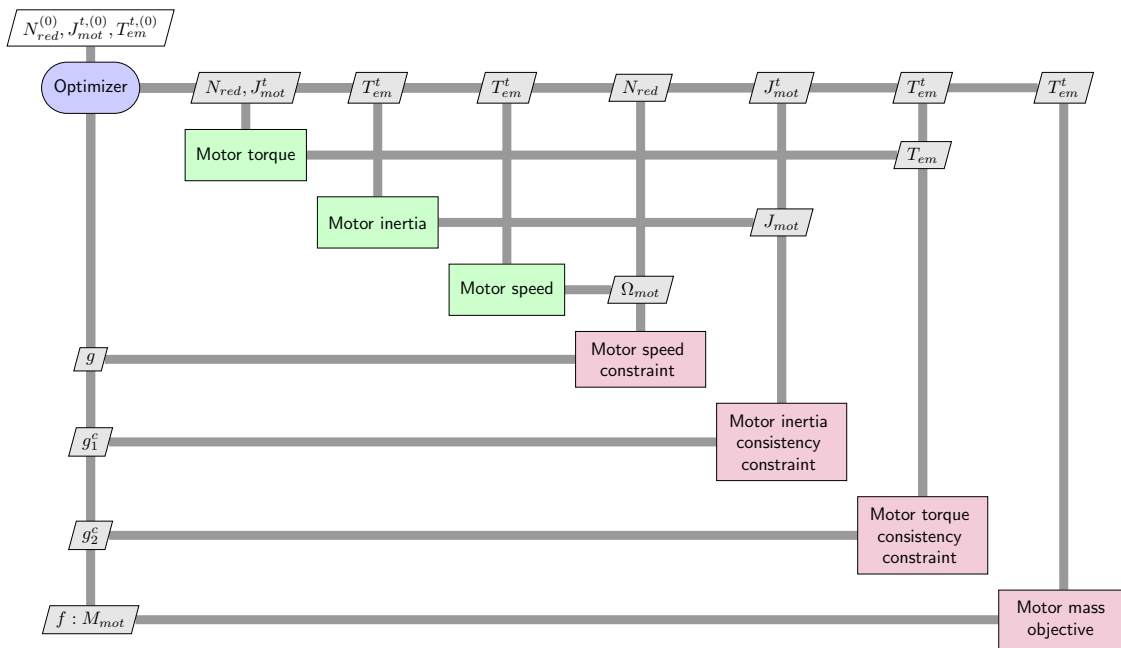 N_{red}^{(0)}, J_{mot}^{t,(0)}, T_{em}^{t,(0)}
Optimizer
N_{red}, J_{mot}^{t}
T_{em}^{t}
T_{em}^{t}
N_{red}
J_{mot}^{t}
T_{em}^{t}
T_{em}^{t}
Motor torque
T_{em}
Motor inertia
J_{mot}
Motor speed
Ω_{mot}
g
Motor speed
constraint
g_1^c
Motor inertia
consistency
constraint
g_2^c
Motor torque
consistency
constraint
f : M_{mot}
Motor mass
objective